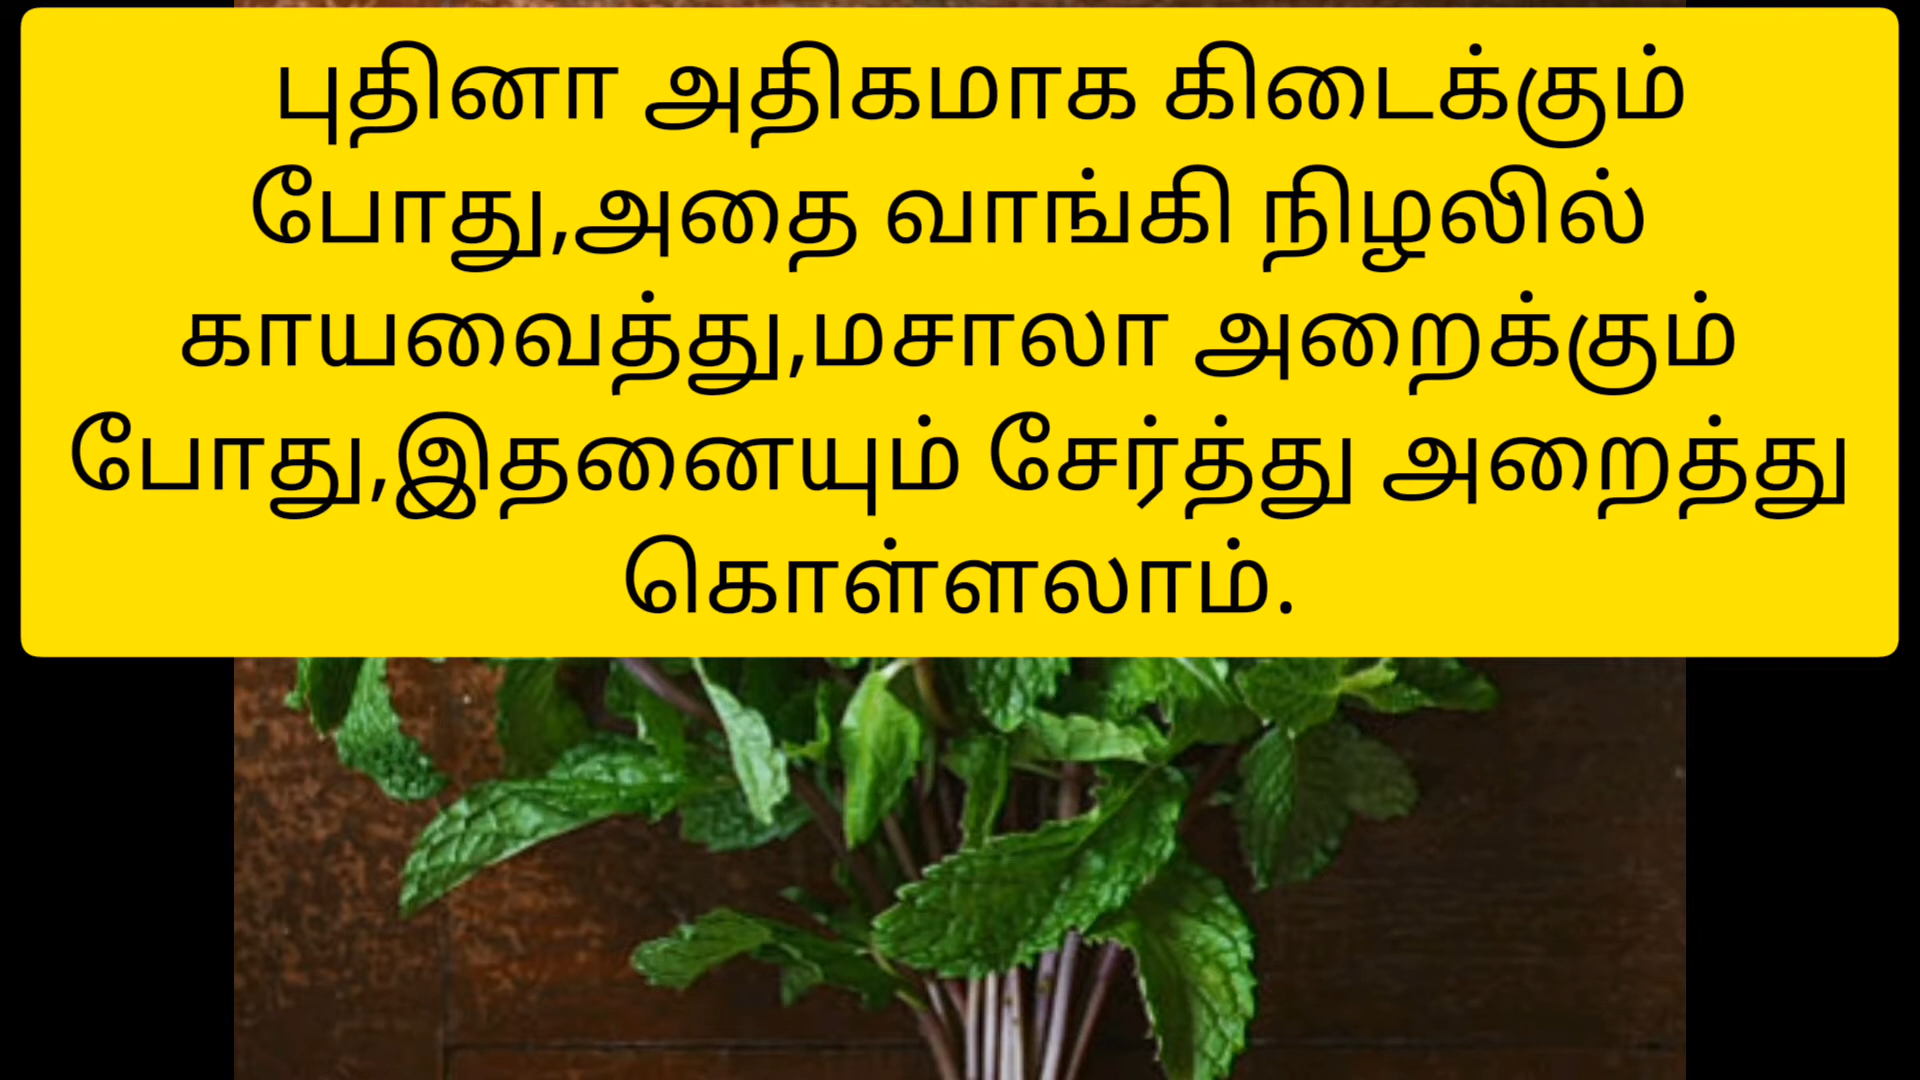 புதினா அதிகமாக கிடைக்கும்
போது,அதை வாங்கி நிழலில்
காயவைத்து,மசாலா அறைக்கும்
போது,இதனையும் சேர்த்து அறைத்து
கொள்ளலாம்.